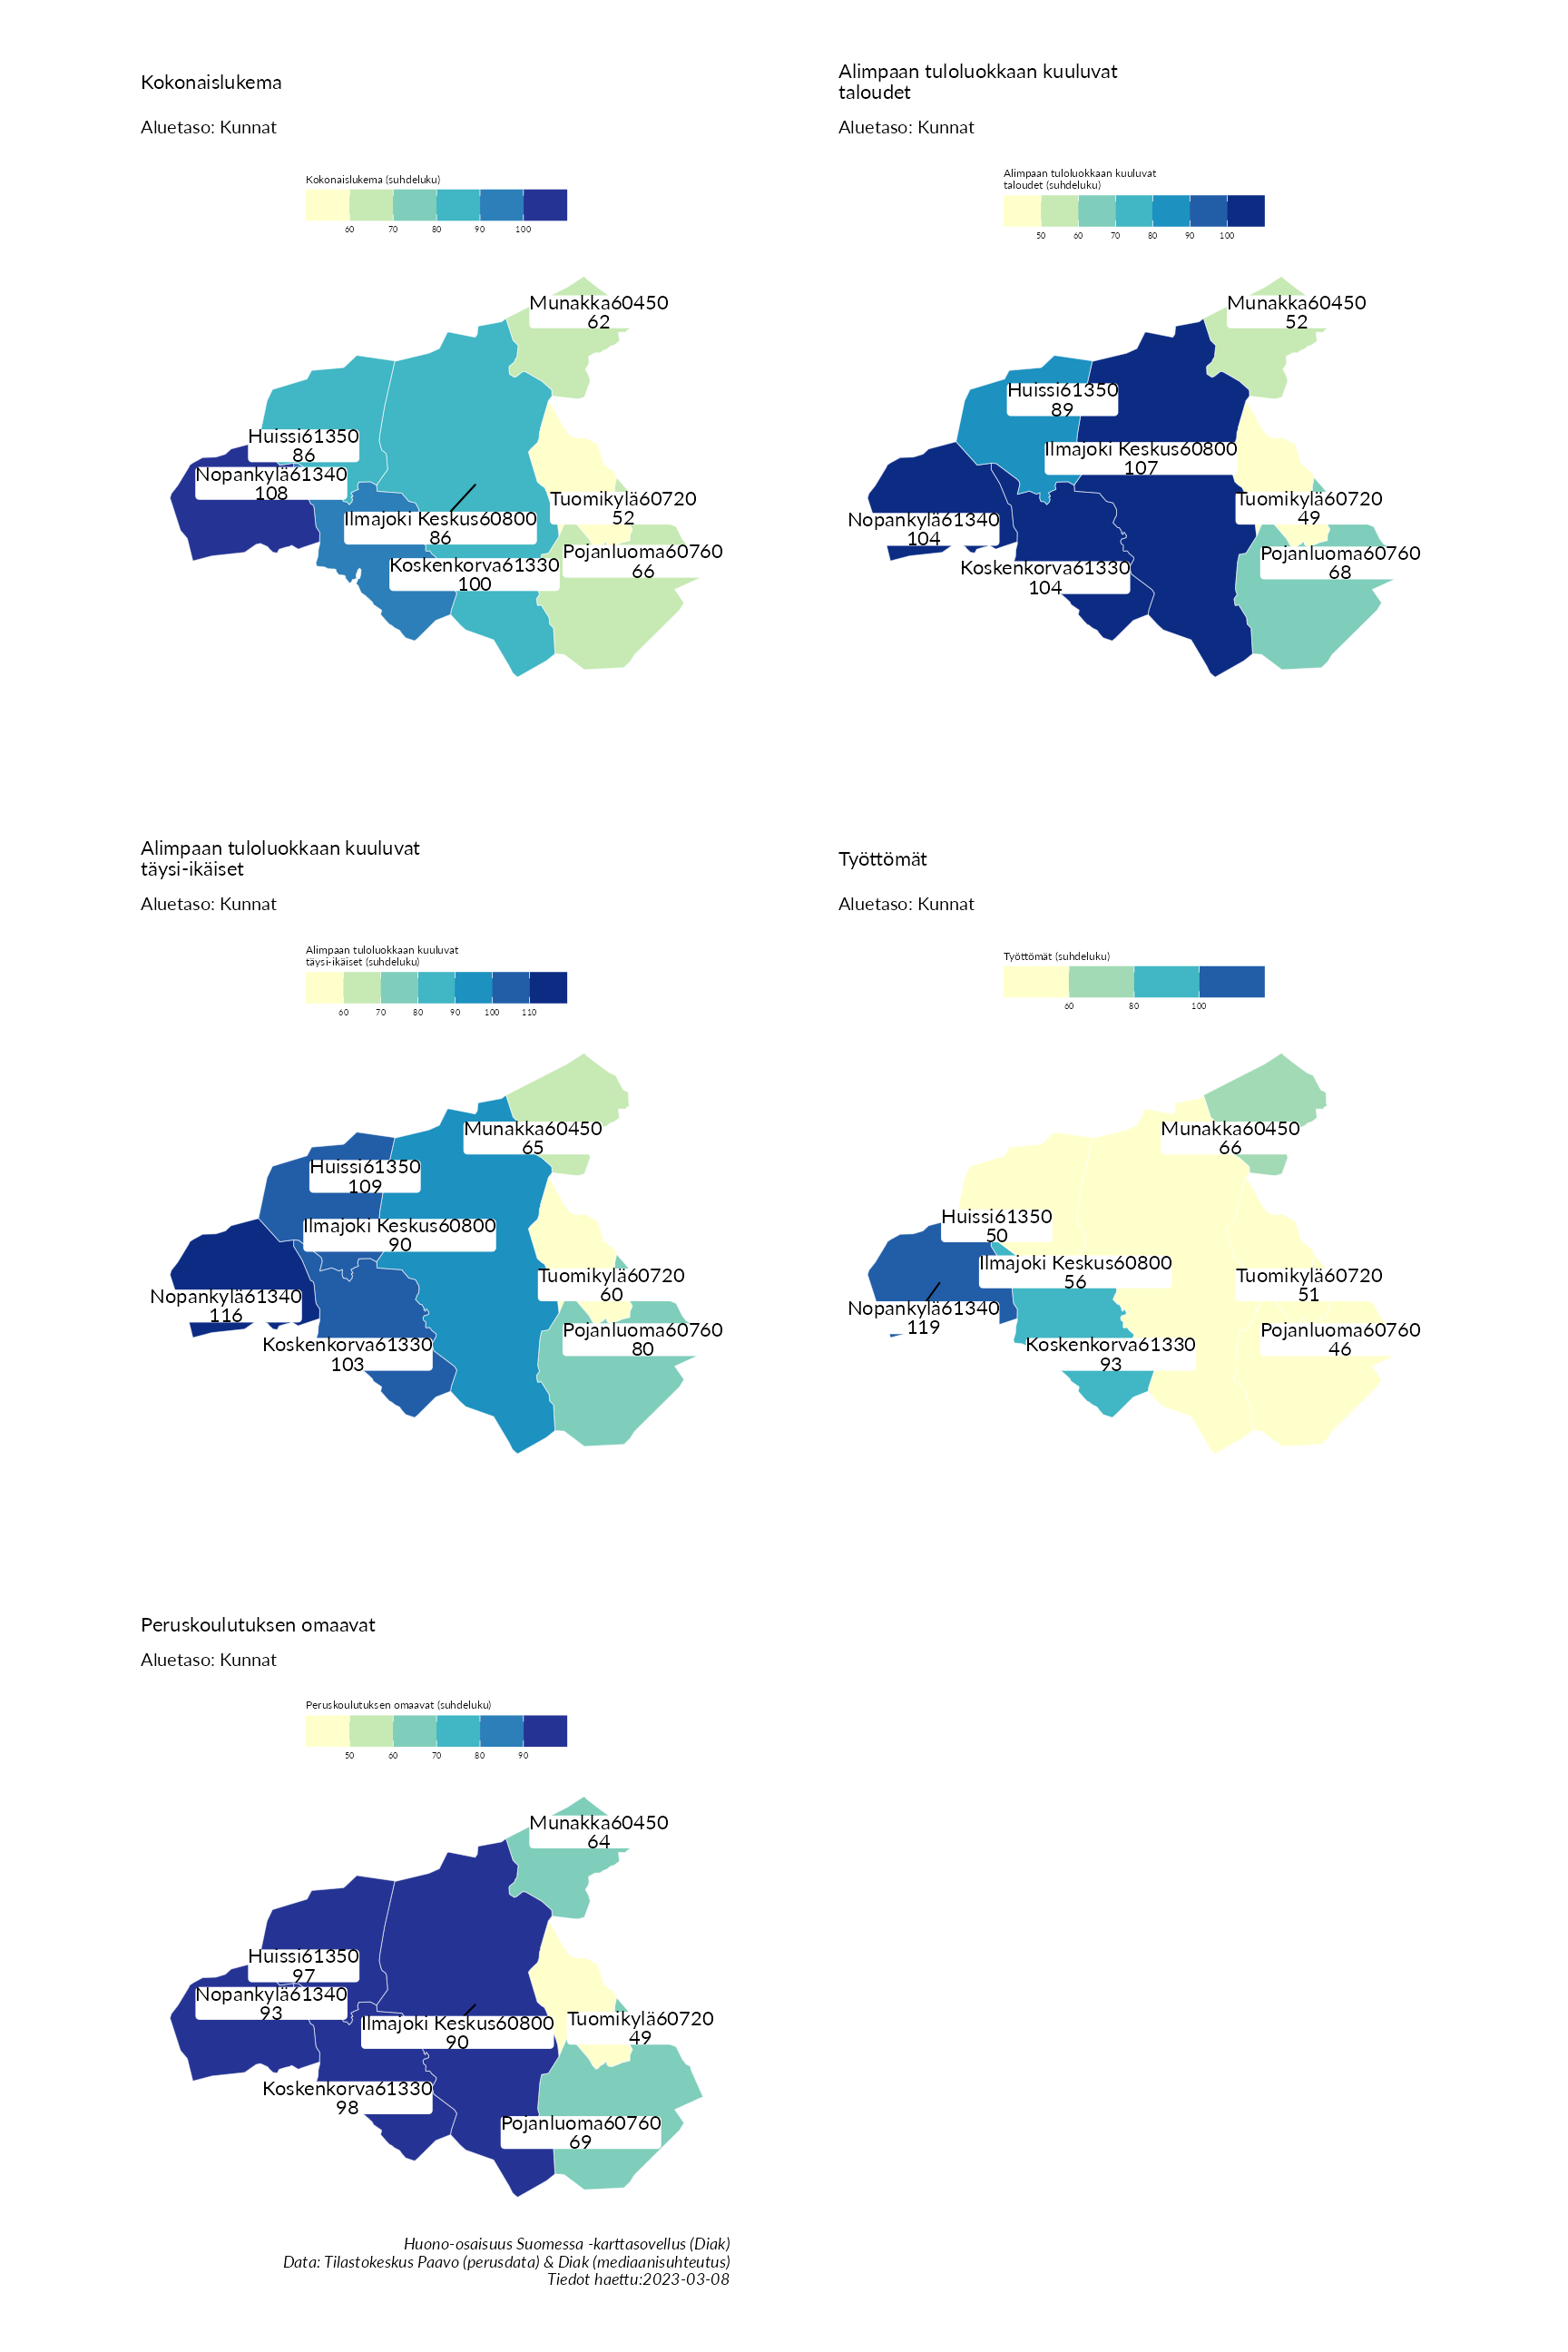 Kokonaislukema
Aluetaso: Kunnat
Kokonaislukema (suhdeluku)
60 70 80 90 100
Munakka60450
62
Huissi61350
86
Nopankylä61340
108
Tuomikylä60720
52
Ilmajoki Keskus60800
86
Pojanluoma60760
66
Koskenkorva61330
100
Alimpaan tuloluokkaan kuuluvat
taloudet
Aluetaso: Kunnat
Alimpaan tuloluokkaan kuuluvat
taloudet (suhdeluku)
50 60 70 80 90 100
Munakka60450
52
Huissi61350
89
Ilmajoki Keskus60800
107
Tuomikylä60720
49
Nopankylä61340
104
Pojanluoma60760
68
Koskenkorva61330
104
Alimpaan tuloluokkaan kuuluvat
täysi-ikäiset
Aluetaso: Kunnat
Alimpaan tuloluokkaan kuuluvat
täysi-ikäiset (suhdeluku)
60 70 80 90 100 110
Munakka60450
65
Huissi61350
109
Ilmajoki Keskus60800
90
Tuomikylä60720
60
Nopankylä61340
116
Pojanluoma60760
80
Koskenkorva61330
103
Työttömät
Aluetaso: Kunnat
Työttömät (suhdeluku)
60 80 100
Munakka60450
66
Huissi61350
50
Ilmajoki Keskus60800
56
Tuomikylä60720
51
Nopankylä61340
119
Pojanluoma60760
46
Koskenkorva61330
93
Peruskoulutuksen omaavat
Aluetaso: Kunnat
Peruskoulutuksen omaavat (suhdeluku)
50 60 70 80 90
Munakka60450
64
Huissi61350
97
Nopankylä61340
93
Tuomikylä60720
49
Ilmajoki Keskus60800
90
Koskenkorva61330
98
Pojanluoma60760
69
Huono-osaisuus Suomessa -karttasovellus (Diak)
Data: Tilastokeskus Paavo (perusdata) & Diak (mediaanisuhteutus)
Tiedot haettu:2023-03-08